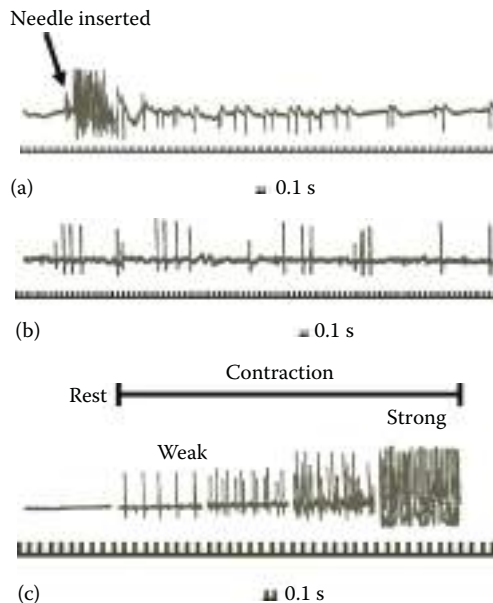 Needle inserted
(a)
0.1 s
(b)
0.1 s
Contraction
Rest
Strong
Weak
(c)
0.1 s